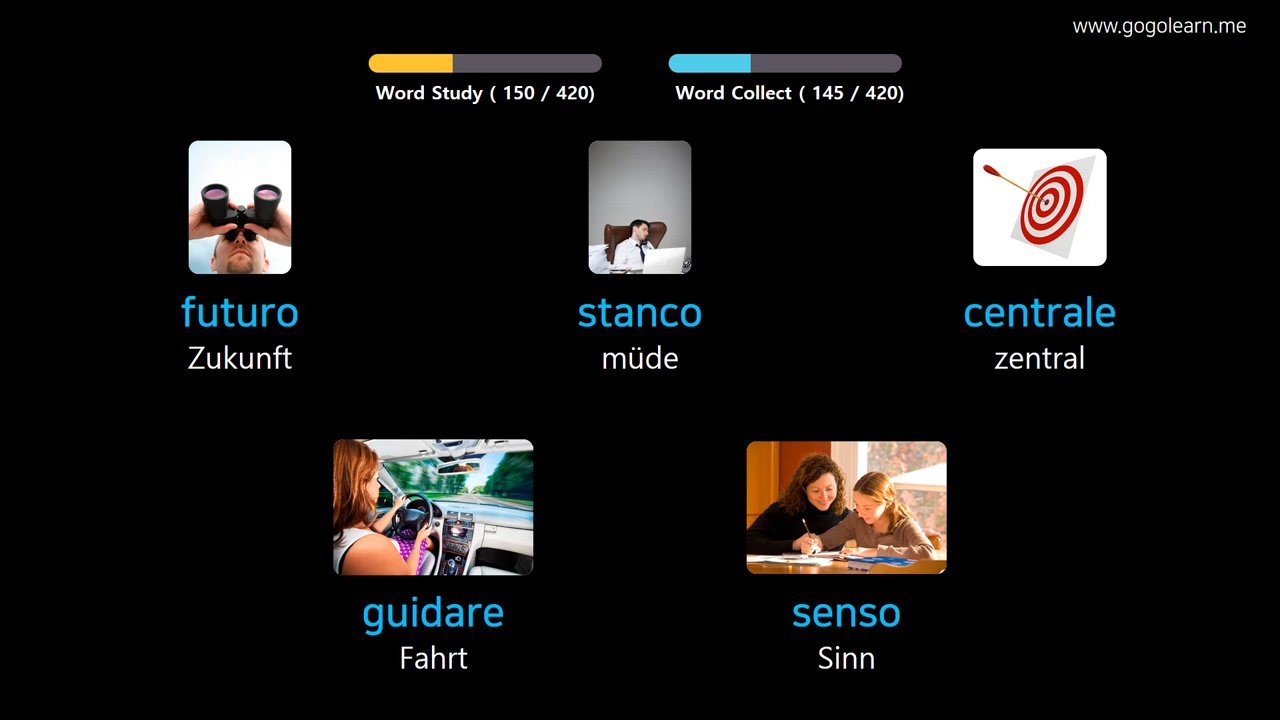 www.gogolearn.me
Word Study ( 150 / 420)
Word Collect ( 145 / 420)
futuro
Zukunft
stanco
müde
centrale
zentral
guidare
Fahrt
senso
Sinn